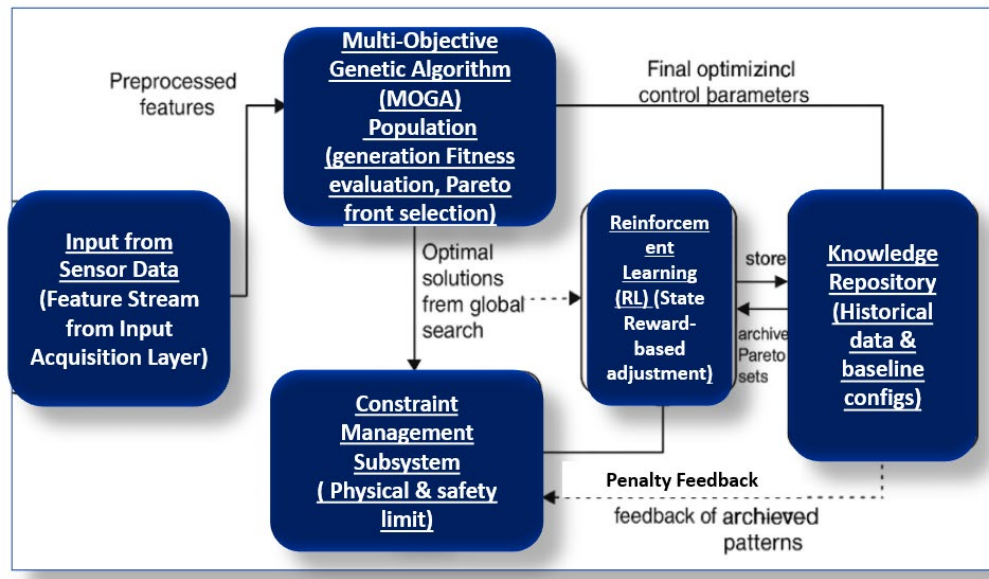 Multi-Objective
Genetic Algorithm
(MOGA)
Population
(generation Fitness
evaluation, Pareto
front selection)
Preprocessed
features
Final optimizincl
control parameters
Input from
Sensor Data
(Feature Stream
from Input
Acquisition Layer)
Optimal
solutions
frem global
search
Reinforcem
ent
Learning
(RL) (State
Reward-
based
adjustment)
store
archive
Pareto
sets
Knowledge
Repository
(Historical
data &
baseline
configs)
Constraint
Management
Subsystem
( Physical & safety
limit)
Penalty Feedback
feedback of archieved
patterns